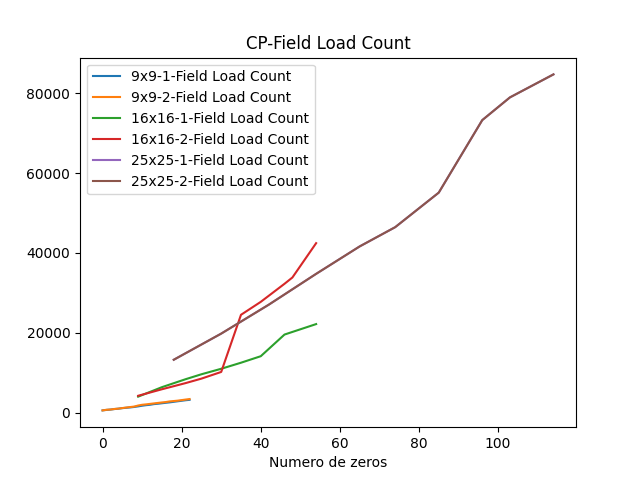 CP-Field Load Count
9x9-1-Field Load Count
9x9-2-Field Load Count
16x16-1-Field Load Count
16x16-2-Field Load Count
25x25-1-Field Load Count
25x25-2-Field Load Count
80000
60000
40000
20000
0
0 20 40 60 80 100
Numero de zeros